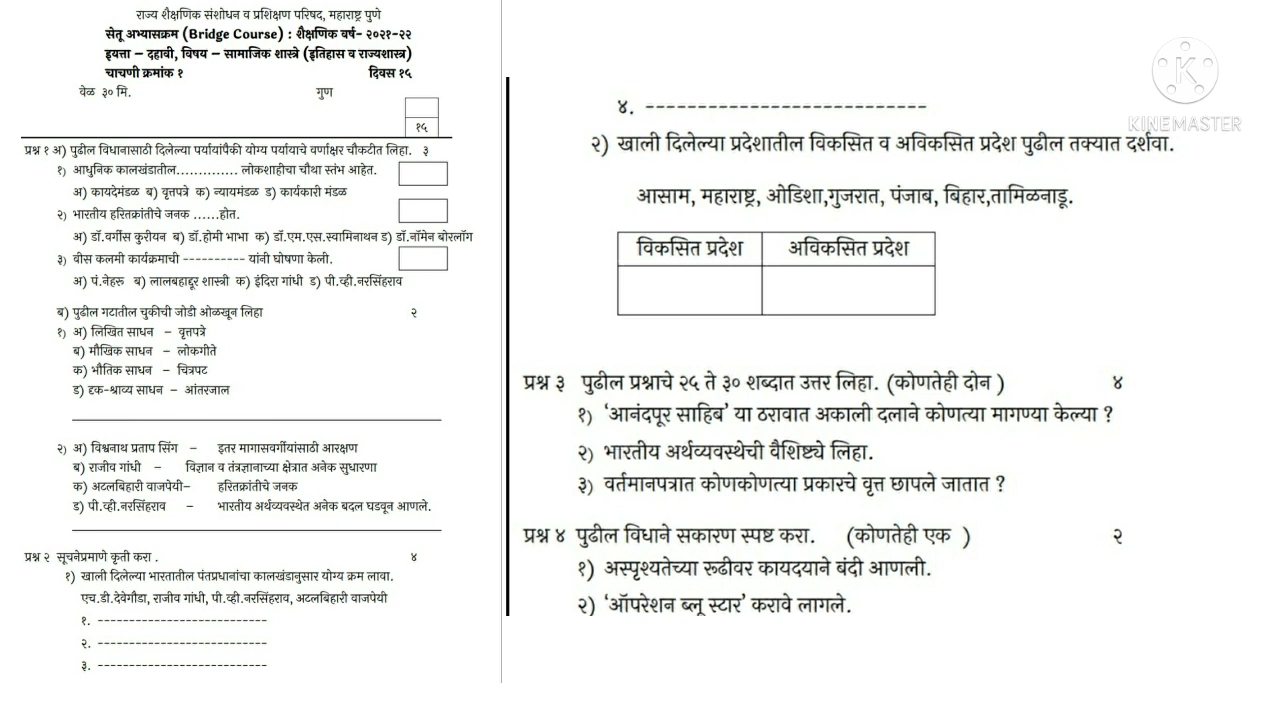 राज्य शैक्षणिक संशोधन व प्रशिक्षण परिषद, महाराष्ट्र पुणे
सेतू अभ्यासक्रम (Bridge Course) : शैक्षणिक वर्ष- २०२१-२२
इयत्ता – दहावी, विषय – सामाजिक शास्त्रे (इतिहास व राज्यशास्त्र)
चाचणी क्रमांक १ दिवस १५
वेळ ३० मि. गुण
१५
प्रश्न १ अ) पुढील विधानासाठी दिलेल्या पर्यायांपैकी योग्य पर्यायाचे वर्णाक्षर चौकटीत लिहा. ३
१) आधुनिक कालखंडातील.............. लोकशाहीचा चौथा स्तंभ आहेत.
अ) कायदेमंडळ ब) वृत्तपत्रे क) न्यायमंडळ ड) कार्यकारी मंडळ
२) भारतीय हरितक्रांतीचे जनक ......होत.
अ) डॉ.वर्गीस कुरीयन ब) डॉ.होमी भाभा क) डॉ.एम.एस.स्वामिनाथन ड) डॉ.नॉमेन बोरलॉग
३) वीस कलमी कार्यक्रमाची ---------- यांनी घोषणा केली.
अ) पं.नेहरू ब) लालबहाद्दूर शास्त्री क) इंदिरा गांधी ड) पी.व्ही.नरसिंहराव
ब) पुढील गटातील चुकीची जोडी ओळखून लिहा २
१) अ) लिखित साधन – वृत्तपत्रे
ब) मौखिक साधन – लोकगीते
क) भौतिक साधन – चित्रपट
ड) दृक-श्राव्य साधन – आंतरजाल
२) अ) विश्वनाथ प्रताप सिंग – इतर मागासवर्गीयांसाठी आरक्षण
ब) राजीव गांधी – विज्ञान व तंत्रज्ञानाच्या क्षेत्रात अनेक सुधारणा
क) अटलबिहारी वाजपेयी– हरितक्रांतीचे जनक
ड) पी.व्ही.नरसिंहराव – भारतीय अर्थव्यवस्थेत अनेक बदल घडवून आणले.
प्रश्न २ सूचनेप्रमाणे कृती करा . ४
१) खाली दिलेल्या भारतातील पंतप्रधानांचा कालखंडानुसार योग्य क्रम लावा.
एच.डी.देवेगौडा, राजीव गांधी, पी.व्ही.नरसिंहराव, अटलबिहारी वाजपेयी
१. ---------------------------
२. ---------------------------
३. ---------------------------
४. ---------------------------
२) खाली दिलेल्या प्रदेशातील विकसित व अविकसित प्रदेश पुढील तक्यात दर्शवा.
आसाम, महाराष्ट्र, ओडिशा,गुजरात, पंजाब, बिहार,तामिळनाडू.
विकसित प्रदेश अविकसित प्रदेश
प्रश्न ३ पुढील प्रश्नाचे २५ ते ३० शब्दात उत्तर लिहा. (कोणतेही दोन ) ४
१) ‘आनंदपूर साहिब’ या ठरावात अकाली दलाने कोणत्या मागण्या केल्या ?
२) भारतीय अर्थव्यवस्थेची वैशिष्ट्ये लिहा.
३) वर्तमानपत्रात कोणकोणत्या प्रकारचे वृत्त छापले जातात ?
प्रश्न ४ पुढील विधाने सकारण स्पष्ट करा. (कोणतेही एक ) २
१) अस्पृश्यतेच्या रूढीवर कायदयाने बंदी आणली.
२) ‘ऑपरेशन ब्लू स्टार’ करावे लागले.
K
KINEMASTER